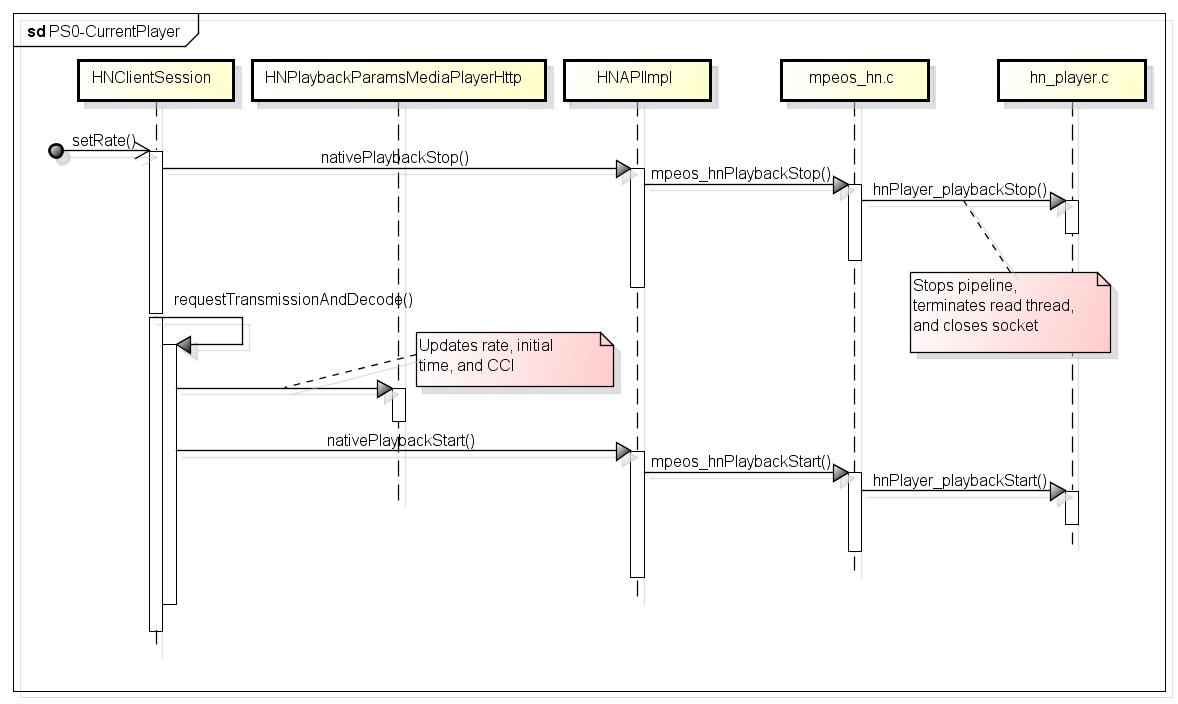 sd PS0-CurrentPlayer
HNClientSession
HNPlaybackParamsMediaPlayerHttp
HNAPIImpl
mpeos_hn.c
hn_player.c
setRate()
nativePlaybackStop()
mpeos_hnPlaybackStop()
hnPlayer_playbackStop()
Stops pipeline,
terminates read thread,
and closes socket
requestTransmissionAndDecode()
Updates rate, initial
time, and CCI
nativePlaybackStart()
mpeos_hnPlaybackStart()
hnPlayer_playbackStart()